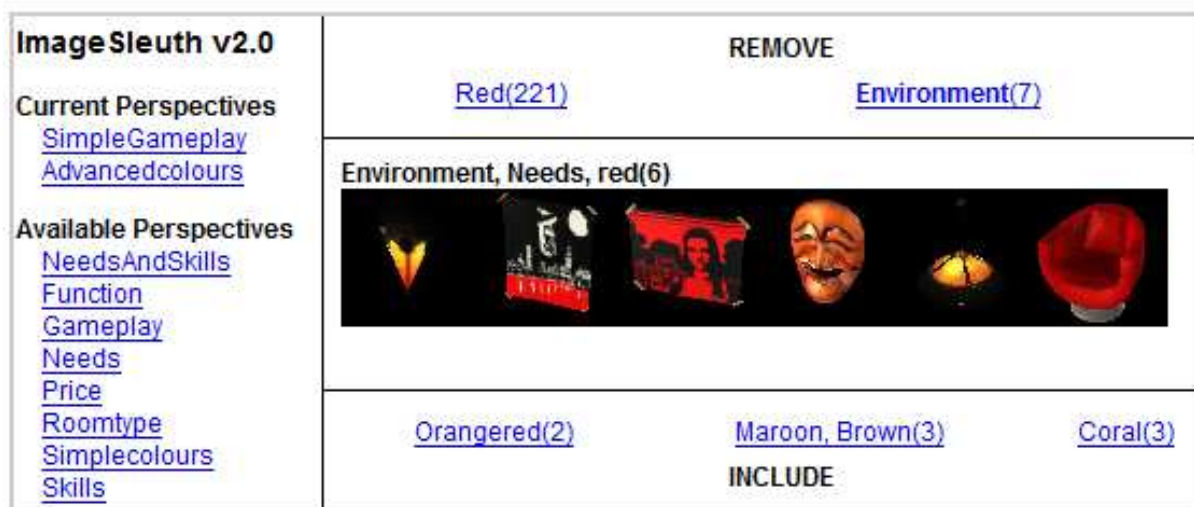 ImageSleuth v2.0
Current Perspectives
SimpleGameplay
Advancedcolours
Available Perspectives
NeedsAndSkills
Function
Gameplay
Needs
Price
Roomtype
Simplecolours
Skills
REMOVE
Red(221) Environment(7)
Environment, Needs, red(6)
Orangered(2) Maroon, Brown(3) Coral(3)
INCLUDE